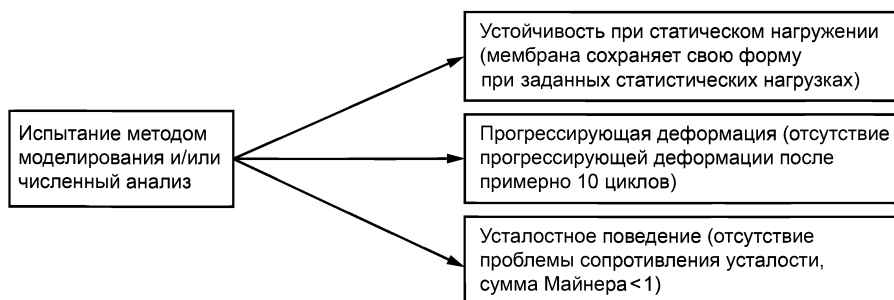 Испытание методом
моделирования и/или
численный анализ
Устойчивость при статическом нагружении
(мембрана сохраняет свою форму
при заданных статистических нагрузках)
Прогрессирующая деформация (отсутствие
прогрессирующей деформации после
примерно 10 циклов)
Усталостное поведение (отсутствие
проблемы сопротивления усталости,
сумма Майнера < 1)